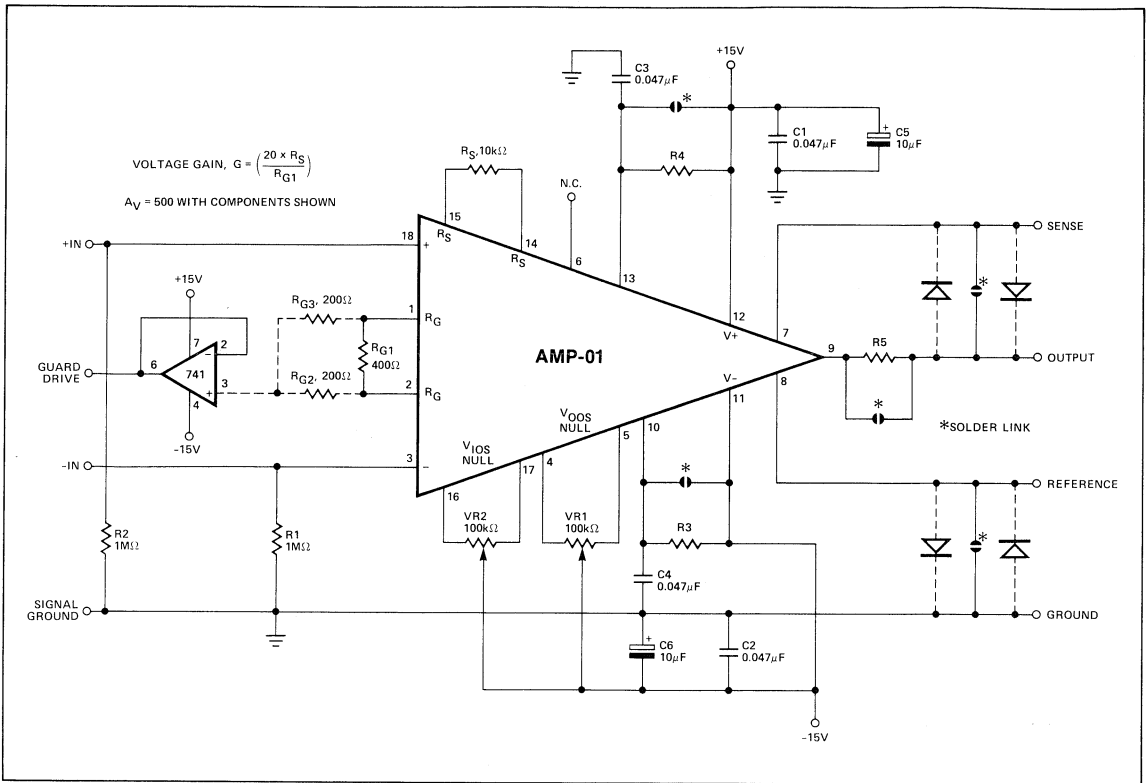 +15V
C3
0.047μF
*
C1
0.047μF
+
C5
10μF
R4
VOLTAGE GAIN, G = (20 x RS / RG1)
AV = 500 WITH COMPONENTS SHOWN
RS, 10kΩ
N.C.
15
RS
14
RS
6
13
12
V+
+IN
18
+
SENSE
7
*
+15V
RG3, 200Ω
1
RG
RG1
400Ω
7
2
−
GUARD
DRIVE
6
741
3
+
4
-15V
RG2, 200Ω
2
RG
AMP-01
9
R5
*
OUTPUT
8
V−
11
*SOLDER LINK
-IN
3
−
VIOS
NULL
VOOS
NULL
16
17
4
5
10
*
REFERENCE
VR2
100kΩ
VR1
100kΩ
R3
*
R2
1MΩ
R1
1MΩ
C4
0.047μF
SIGNAL
GROUND
GROUND
+
C6
10μF
C2
0.047μF
-15V